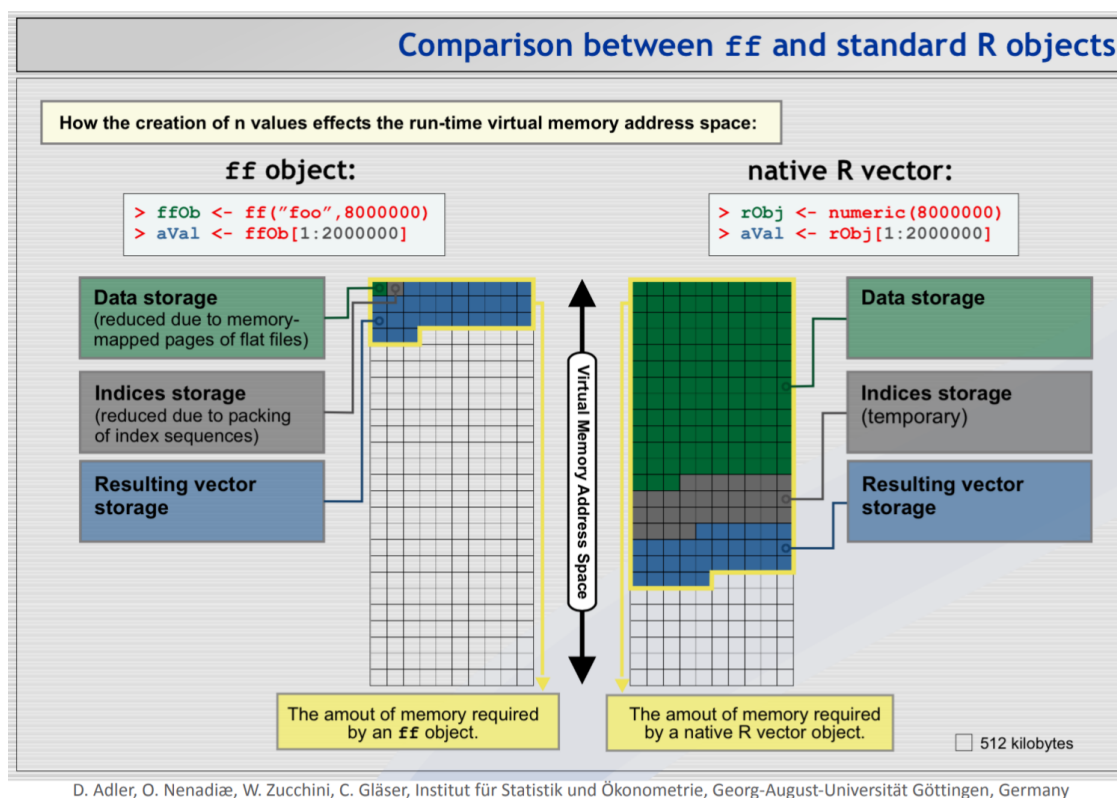 Comparison between ff and standard R objects
How the creation of n values effects the run-time virtual memory address space:
ff object:
> ffOb <- ff("foo",8000000)
> aVal <- ffOb[1:2000000]
native R vector:
> rObj <- numeric(8000000)
> aVal <- rObj[1:2000000]
Data storage
(reduced due to memory-
mapped pages of flat files)
Indices storage
(reduced due to packing
of index sequences)
Resulting vector
storage
Virtual Memory Address Space
Data storage
Indices storage
(temporary)
Resulting vector
storage
The amout of memory required
by an ff object.
The amout of memory required
by a native R vector object.
512 kilobytes
D. Adler, O. Nenadiæ, W. Zucchini, C. Gläser, Institut für Statistik und Ökonometrie, Georg-August-Universität Göttingen, Germany